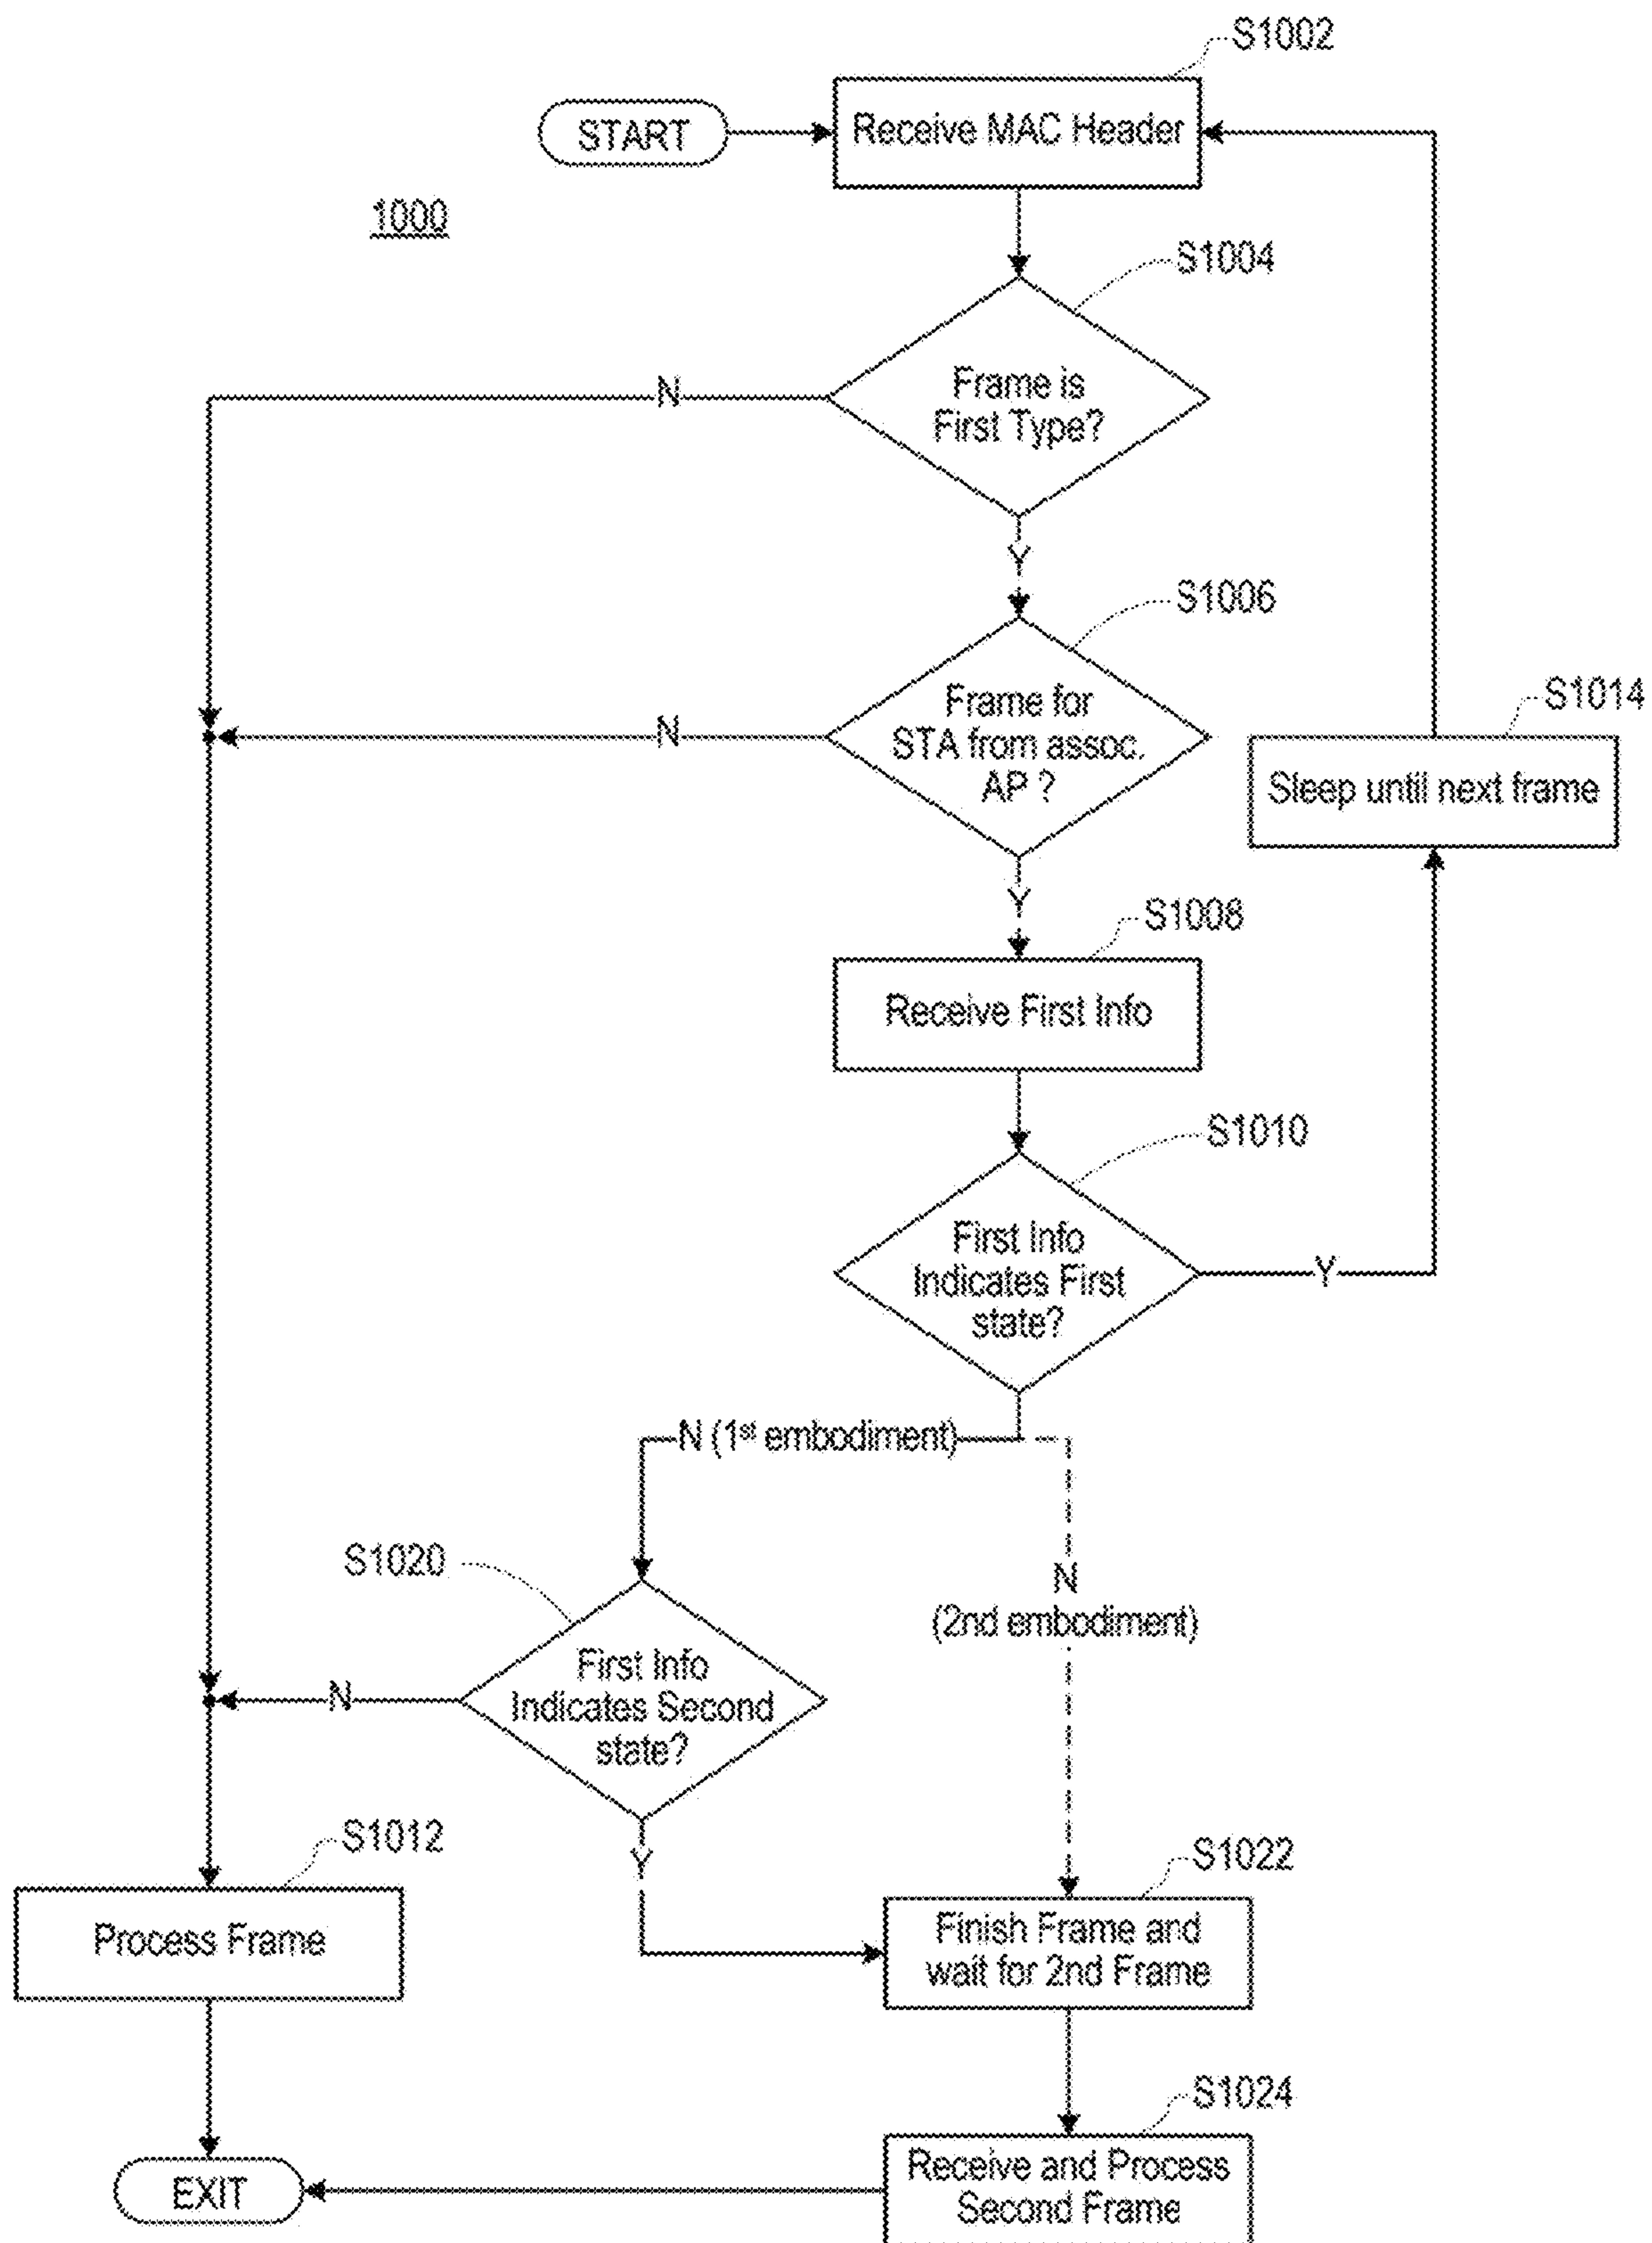 S1002
START
Receive MAC Header
1000
S1004
Frame is
First Type?
N
Y
S1006
Frame for
STA from assoc.
AP ?
N
S1014
Sleep until next frame
Y
S1008
Receive First Info
S1010
First Info
Indicates First
state?
Y
N (1st embodiment)
S1020
N
(2nd embodiment)
First Info
Indicates Second
state?
N
Y
S1012
Process Frame
S1022
Finish Frame and
wait for 2nd Frame
S1024
Receive and Process
Second Frame
EXIT